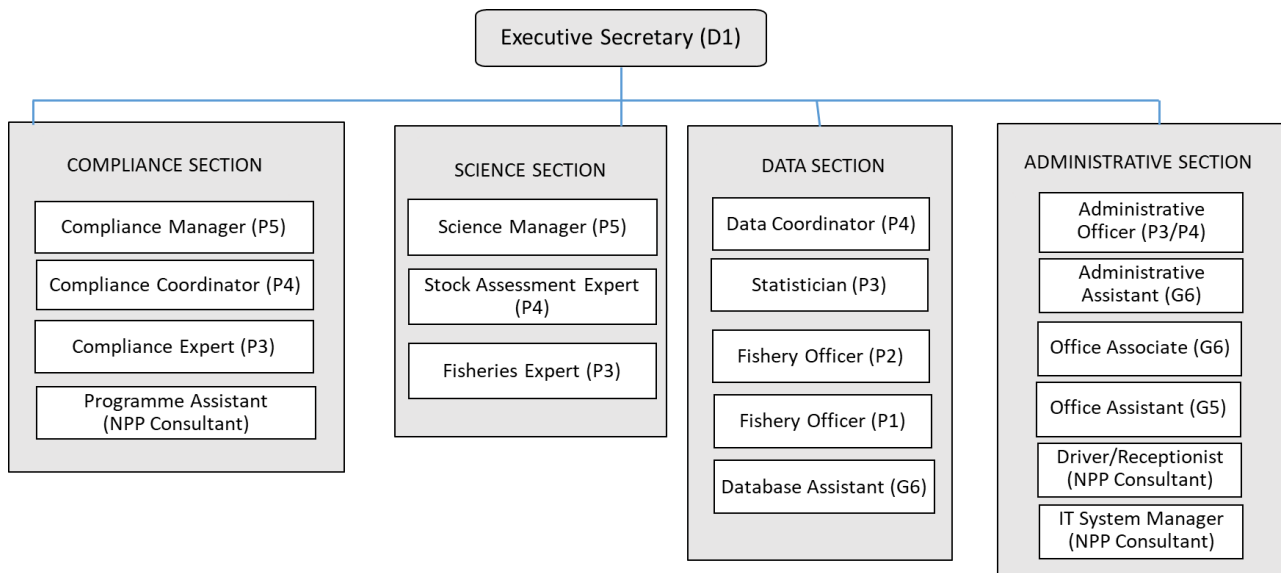 Executive Secretary (D1)
COMPLIANCE SECTION
Compliance Manager (P5)
Compliance Coordinator (P4)
Compliance Expert (P3)
Programme Assistant
(NPP Consultant)
SCIENCE SECTION
Science Manager (P5)
Stock Assessment Expert
(P4)
Fisheries Expert (P3)
DATA SECTION
Data Coordinator (P4)
Statistician (P3)
Fishery Officer (P2)
Fishery Officer (P1)
Database Assistant (G6)
ADMINISTRATIVE SECTION
Administrative
Officer (P3/P4)
Administrative
Assistant (G6)
Office Associate (G6)
Office Assistant (G5)
Driver/Receptionist
(NPP Consultant)
IT System Manager
(NPP Consultant)